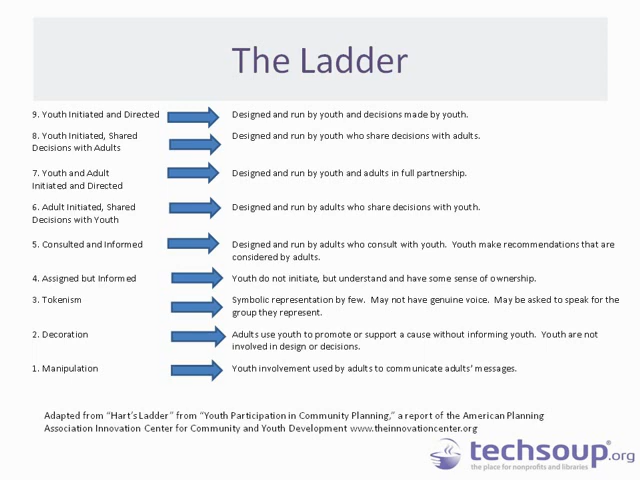 The Ladder
9. Youth Initiated and Directed
Designed and run by youth and decisions made by youth.
8. Youth Initiated, Shared
Decisions with Adults
Designed and run by youth who share decisions with adults.
7. Youth and Adult
Initiated and Directed
Designed and run by youth and adults in full partnership.
6. Adult Initiated, Shared
Decisions with Youth
Designed and run by adults who share decisions with youth.
5. Consulted and Informed
Designed and run by adults who consult with youth.  Youth make recommendations that are
considered by adults.
4. Assigned but Informed
Youth do not initiate, but understand and have some sense of ownership.
3. Tokenism
Symbolic representation by few.  May not have genuine voice.  May be asked to speak for the
group they represent.
2. Decoration
Adults use youth to promote or support a cause without informing youth.  Youth are not
involved in design or decisions.
1. Manipulation
Youth involvement used by adults to communicate adults’ messages.
Adapted from “Hart’s Ladder” from “Youth Participation in Community Planning,” a report of the American Planning
Association Innovation Center for Community and Youth Development www.theinnovationcenter.org
techsoup.org
the place for nonprofits and libraries